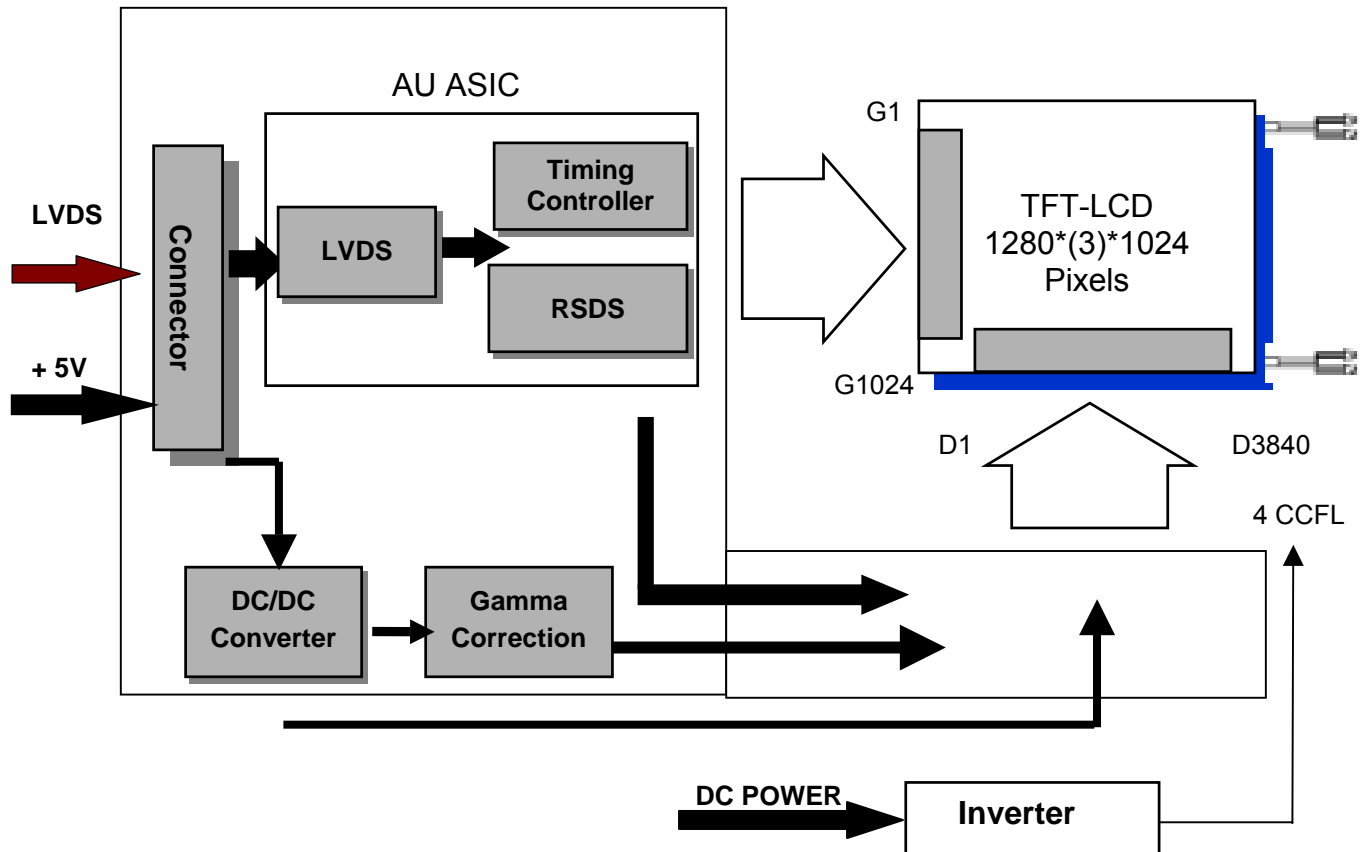 AU ASIC
G1
Timing
Controller
LVDS
Connector
LVDS
TFT-LCD
1280*(3)*1024
Pixels
RSDS
+ 5V
G1024
D1
D3840
4 CCFL
DC/DC
Converter
Gamma
Correction
DC POWER
Inverter